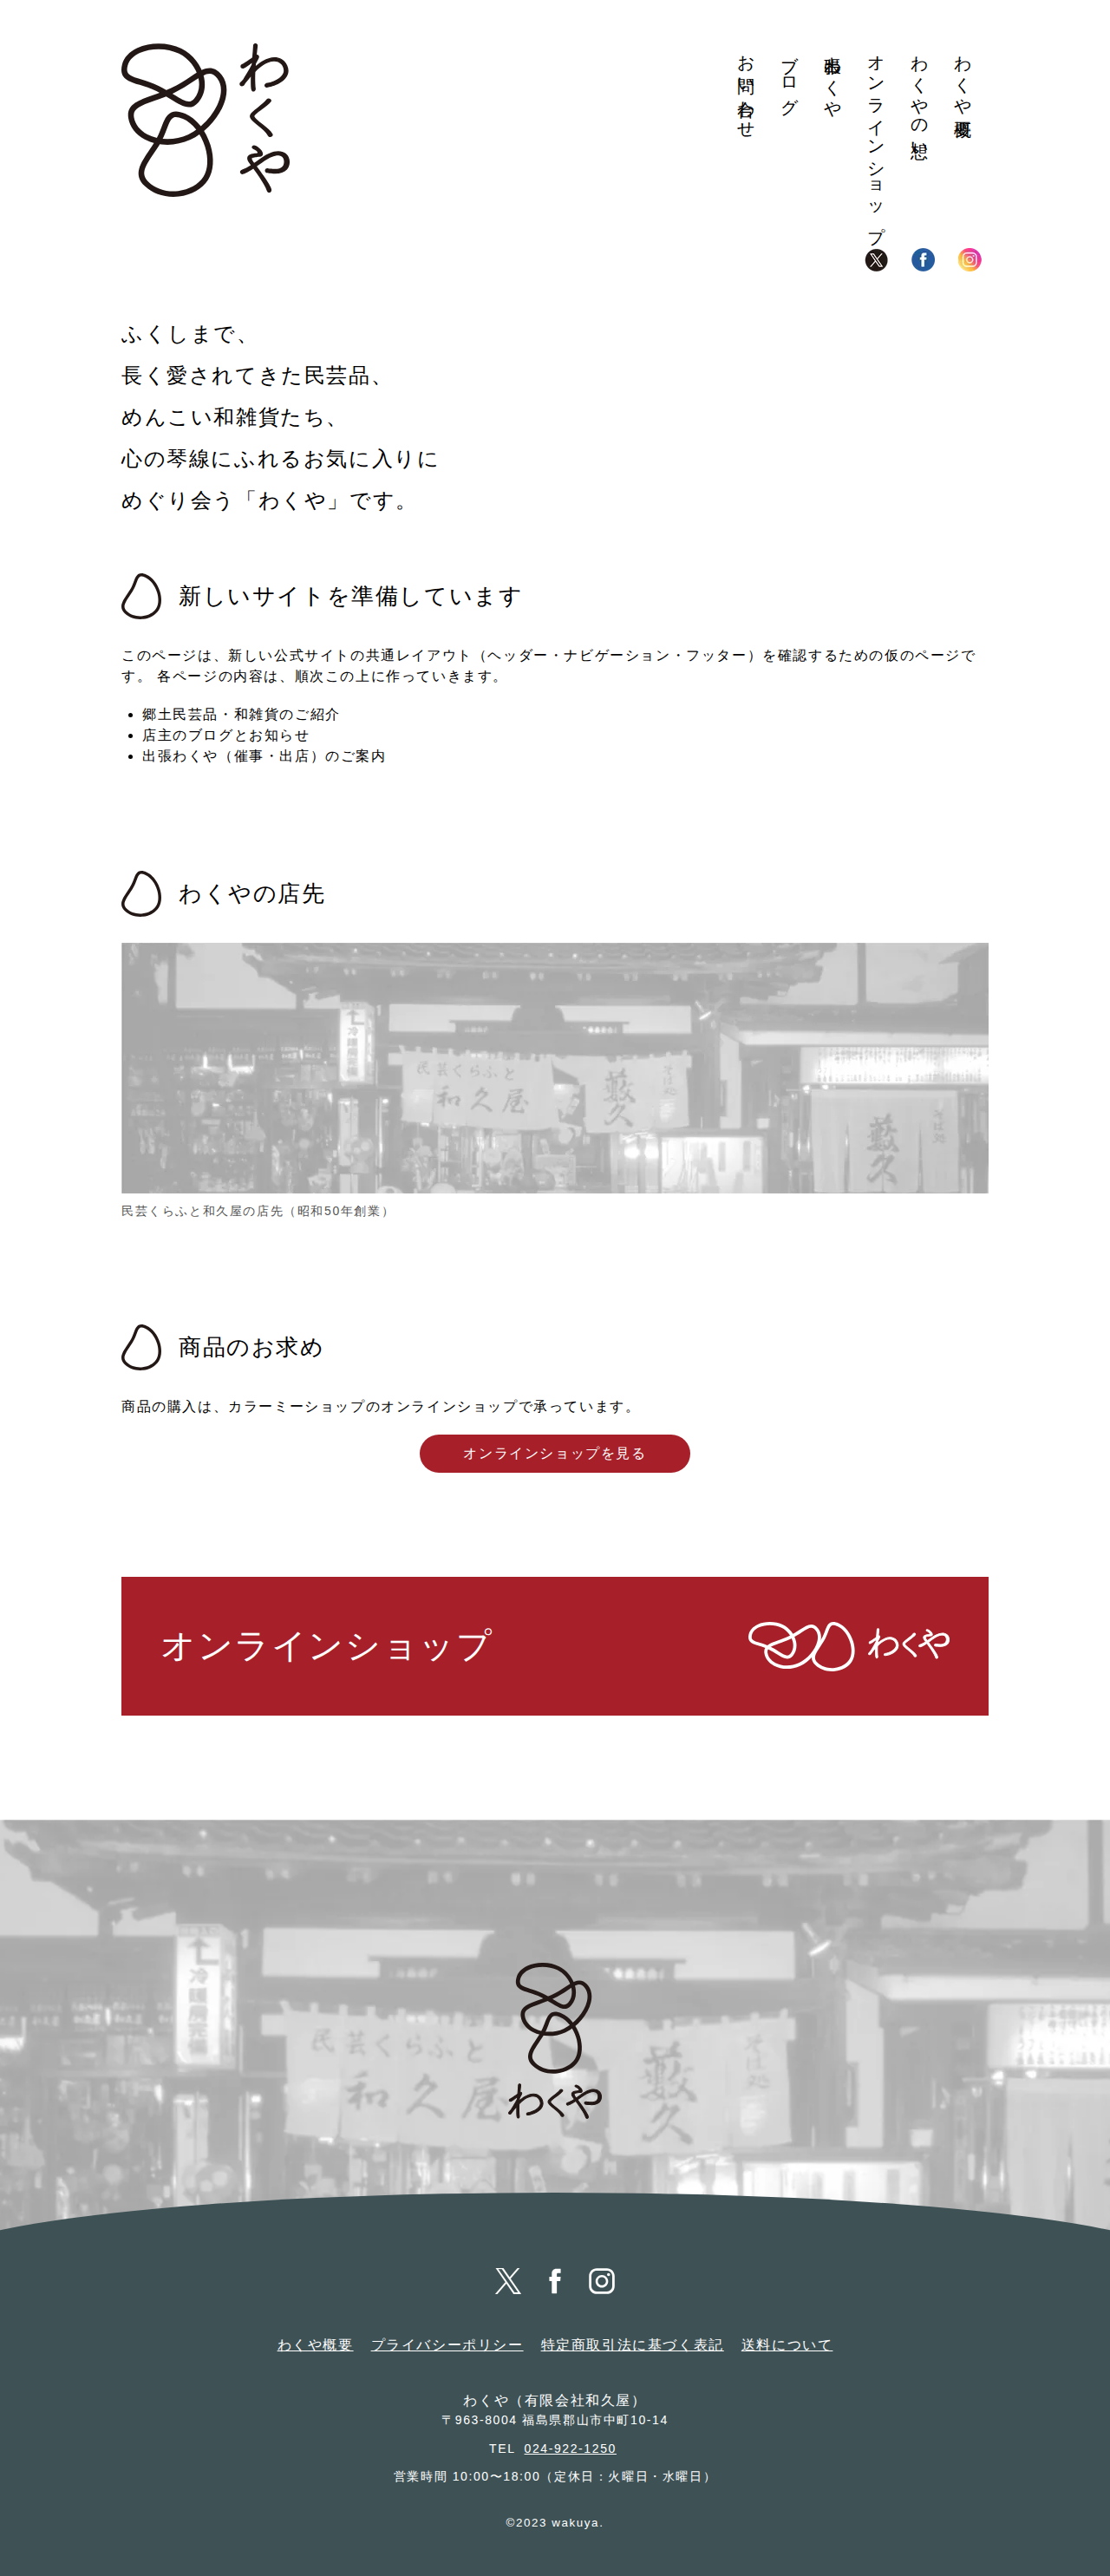 わくや
わくや概要
わくやの想い
オンラインショップ
出張わくや
ブログ
お問い合わせ
ふくしまで、
長く愛されてきた民芸品、
めんこい和雑貨たち、
心の琴線にふれるお気に入りに
めぐり会う「わくや」です。
新しいサイトを準備しています
このページは、新しい公式サイトの共通レイアウト（ヘッダー・ナビゲーション・フッター）を確認するための仮のページで
す。 各ページの内容は、順次この上に作っていきます。
郷土民芸品・和雑貨のご紹介
店主のブログとお知らせ
出張わくや（催事・出店）のご案内
わくやの店先
民芸くらふと
和久屋
そば処
藪久
そば処
藪久
民芸くらふと和久屋の店先（昭和50年創業）
商品のお求め
商品の購入は、カラーミーショップのオンラインショップで承っています。
オンラインショップを見る
オンラインショップ
わくや
民芸くらふと
和久屋
そば処
藪久
わくや
わくや概要
プライバシーポリシー
特定商取引法に基づく表記
送料について
わくや（有限会社和久屋）
〒963-8004 福島県郡山市中町10-14
TEL 024-922-1250
営業時間 10:00〜18:00（定休日：火曜日・水曜日）
©2023 wakuya.